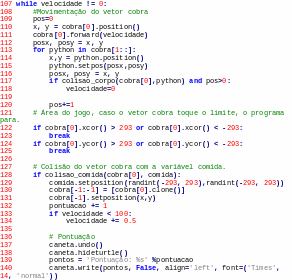 107 while velocidade != 0:
108     #Movimentação do vetor cobra
109     pos=0
110     x, y = cobra[0].position()
111     cobra[0].forward(velocidade)
112     posx, posy = x, y
113     for python in cobra[1::]:
114         x,y = python.position()
115         python.setpos(posx,posy)
116         posx, posy = x, y
117         if colisao_corpo(cobra[0],python) and pos>0:
118             velocidade=0
119
120         pos+=1
121     # Área do jogo, caso o vetor cobra toque o limite, o programa
para.
122     if cobra[0].xcor() > 293 or cobra[0].xcor() < -293:
123         break
124     if cobra[0].ycor() > 293 or cobra[0].ycor() < -293:
125         break
126
127     # Colisão do vetor cobra com a variável comida.
128     if colisao_comida(cobra[0], comida):
129         comida.setposition(randint(-293, 293),randint(-293, 293))
130         cobra[-1:-1] = [cobra[0].clone()]
131         cobra[-1].setposition(x,y)
132         pontuacao += 1
133         if velocidade < 100:
134             velocidade += 0.5
135
136         # Pontuação
137         caneta.undo()
138         caneta.hideturtle()
139         pontos = 'Pontuação: %s' %pontuacao
140         caneta.write(pontos, False, align='left', font=('Times',
14, 'normal'))